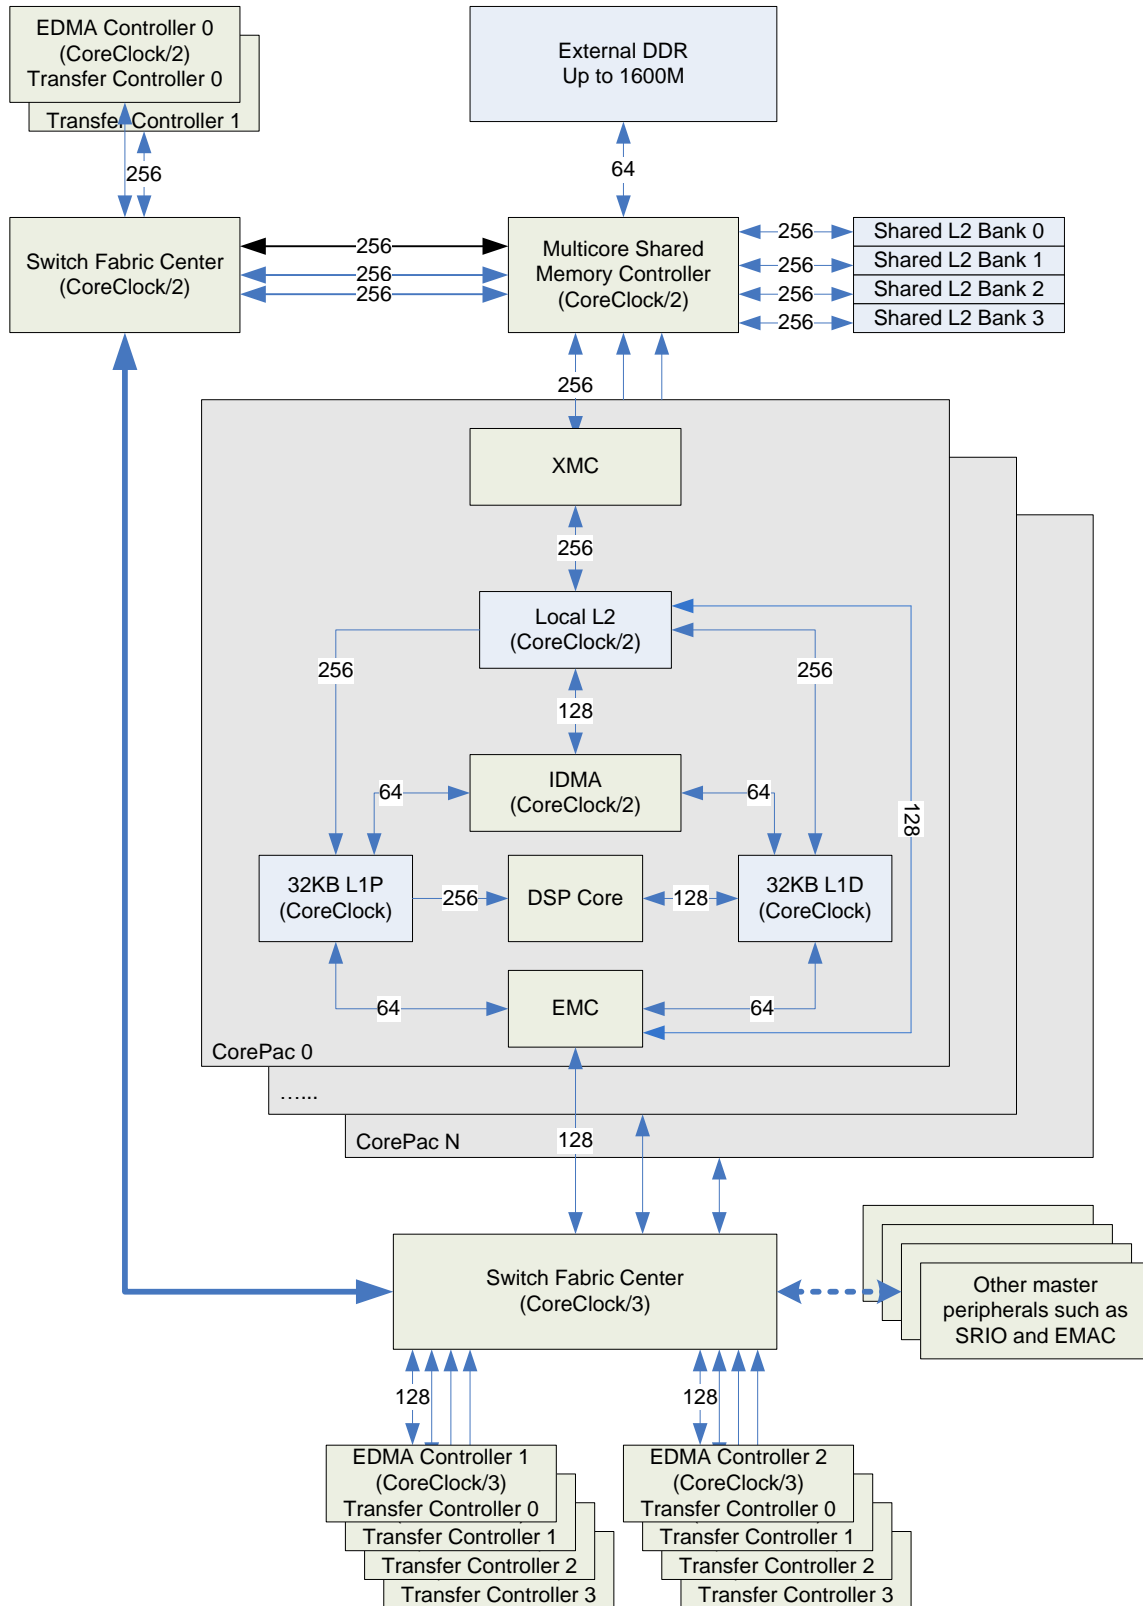 EDMA Controller 0
(CoreClock/2)
Transfer Controller 0
Transfer Controller 1
External DDR
Up to 1600M
256
64
Switch Fabric Center
(CoreClock/2)
256
256
256
Multicore Shared
Memory Controller
(CoreClock/2)
256
256
256
256
Shared L2 Bank 0
Shared L2 Bank 1
Shared L2 Bank 2
Shared L2 Bank 3
256
XMC
256
Local L2
(CoreClock/2)
256
256
128
IDMA
(CoreClock/2)
64
64
128
32KB L1P
(CoreClock)
256
DSP Core
128
32KB L1D
(CoreClock)
64
EMC
64
CorePac 0
…...
CorePac N
128
Switch Fabric Center
(CoreClock/3)
Other master
peripherals such as
SRIO and EMAC
128
128
EDMA Controller 1
(CoreClock/3)
Transfer Controller 0
Transfer Controller 1
Transfer Controller 2
Transfer Controller 3
EDMA Controller 2
(CoreClock/3)
Transfer Controller 0
Transfer Controller 1
Transfer Controller 2
Transfer Controller 3